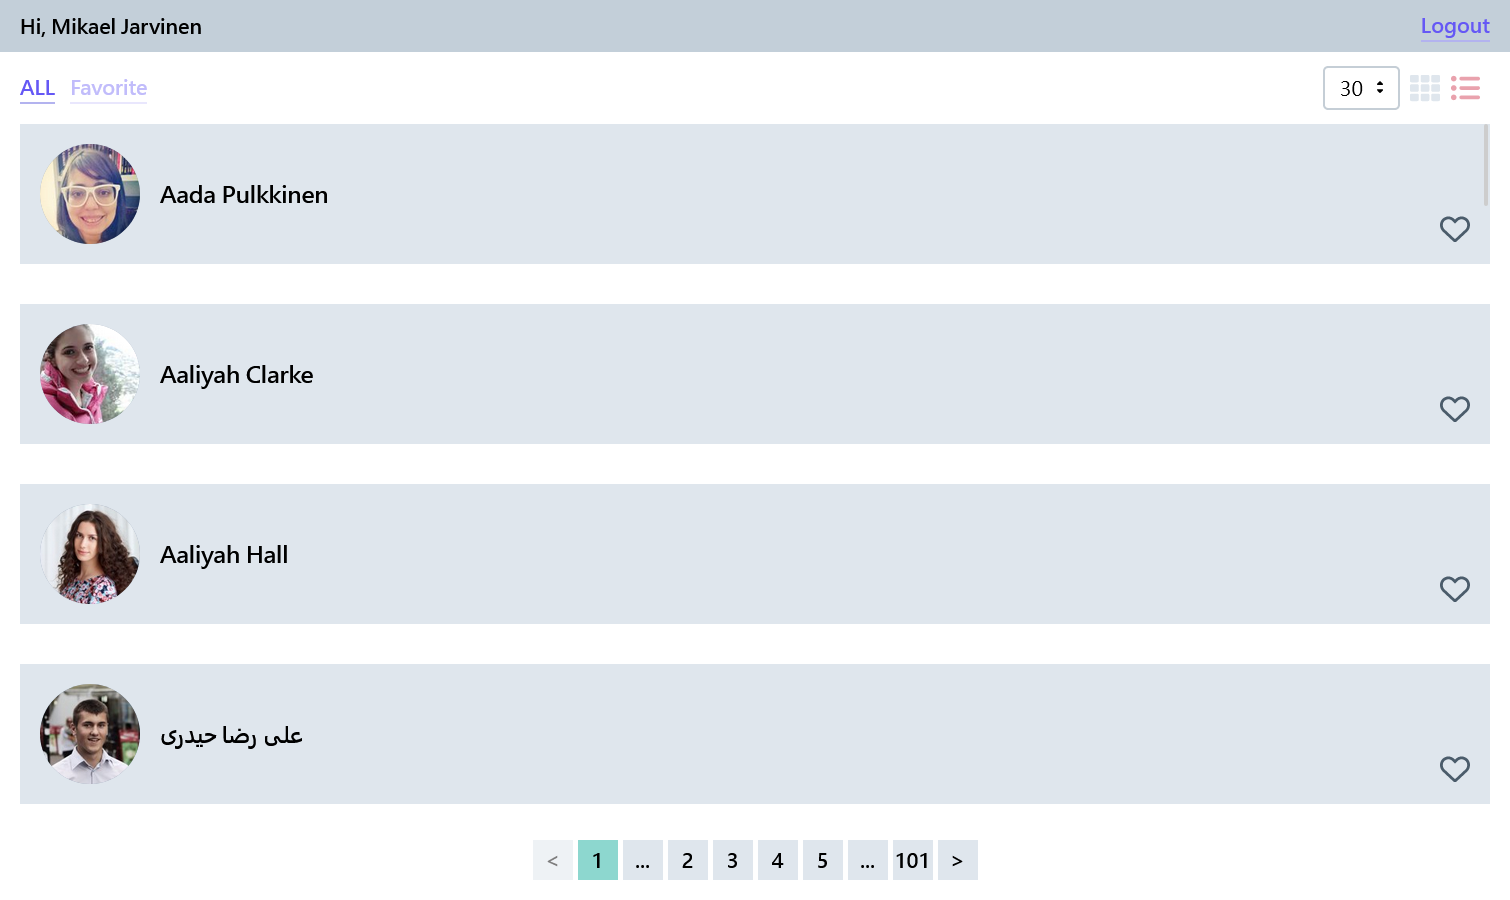 Hi, Mikael Jarvinen
Logout
ALL Favorite
30
Aada Pulkkinen
Aaliyah Clarke
Aaliyah Hall
علی رضا حیدری
< 1 ... 2 3 4 5 ... 101 >